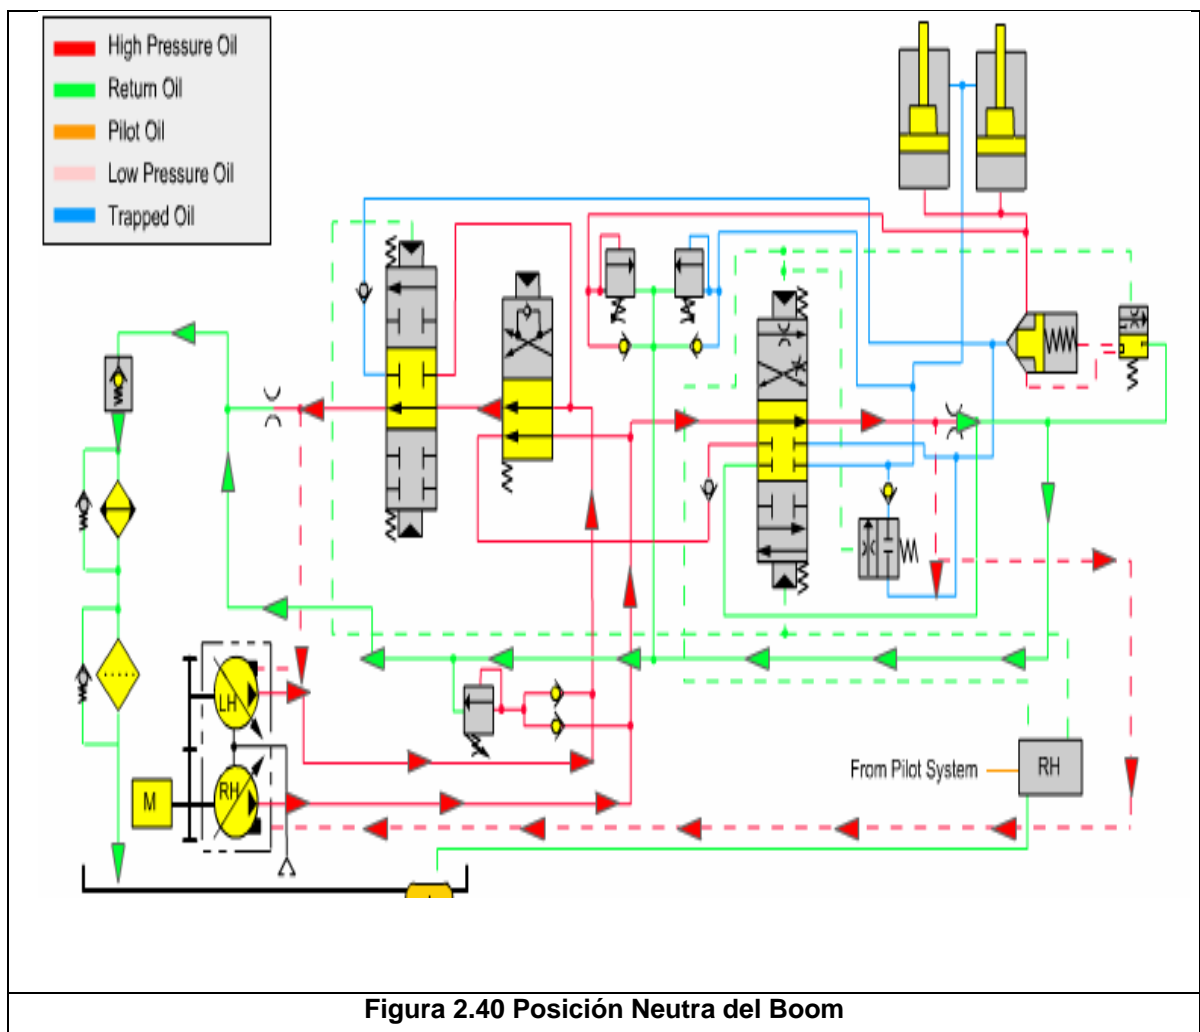 High Pressure Oil
Return Oil
Pilot Oil
Low Pressure Oil
Trapped Oil
LH
RH
M
From Pilot System
RH
Figura 2.40 Posición Neutra del Boom